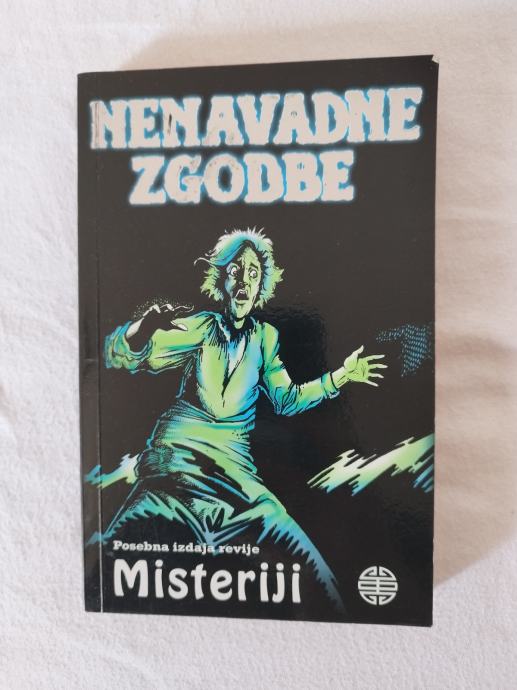 NENAVADNE
ZGODBE
Posebna izdaja revije
Misteriji